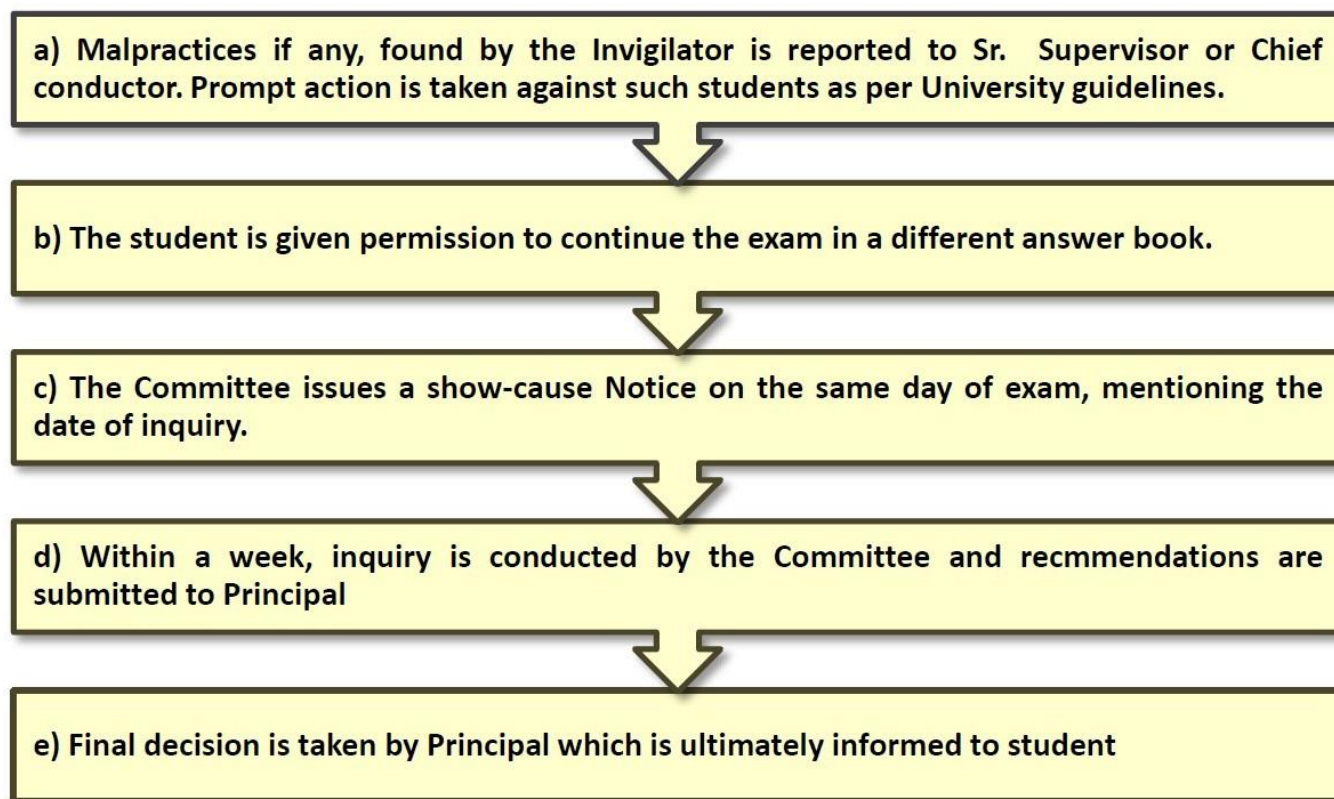 a) Malpractices if any, found by the Invigilator is reported to Sr. Supervisor or Chief
conductor. Prompt action is taken against such students as per University guidelines.
b) The student is given permission to continue the exam in a different answer book.
c) The Committee issues a show-cause Notice on the same day of exam, mentioning the
date of inquiry.
d) Within a week, inquiry is conducted by the Committee and recmmendations are
submitted to Principal
e) Final decision is taken by Principal which is ultimately informed to student